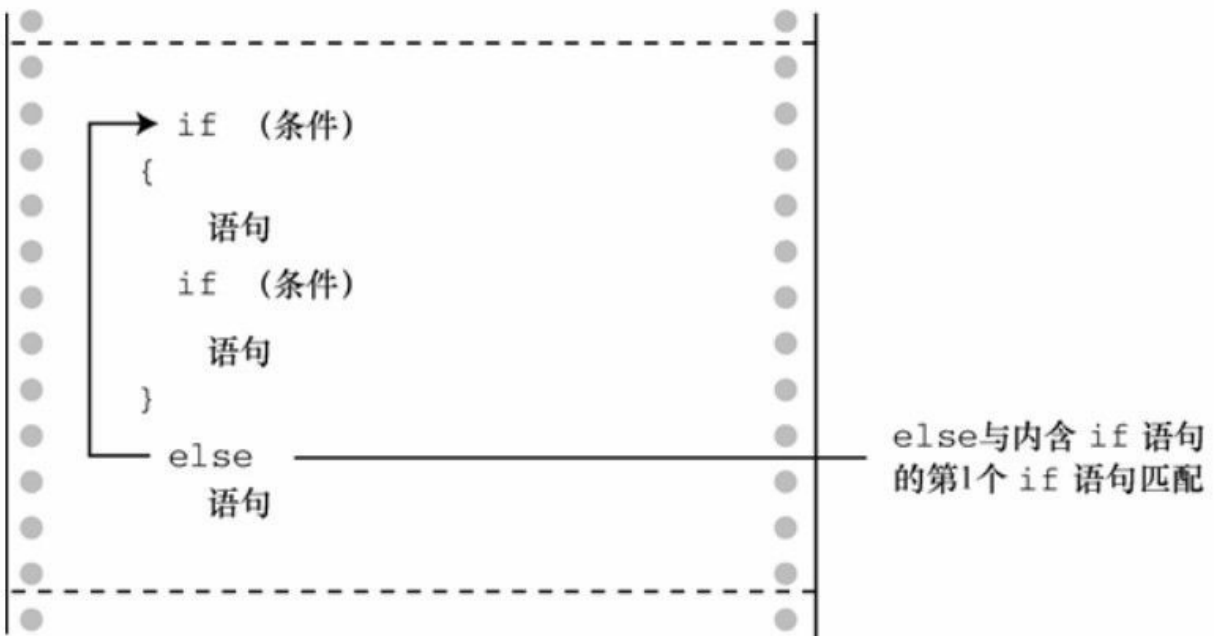 if (条件)
{
语句
if (条件)
语句
}
else
语句
else与内含 if 语句
的第1个 if 语句匹配